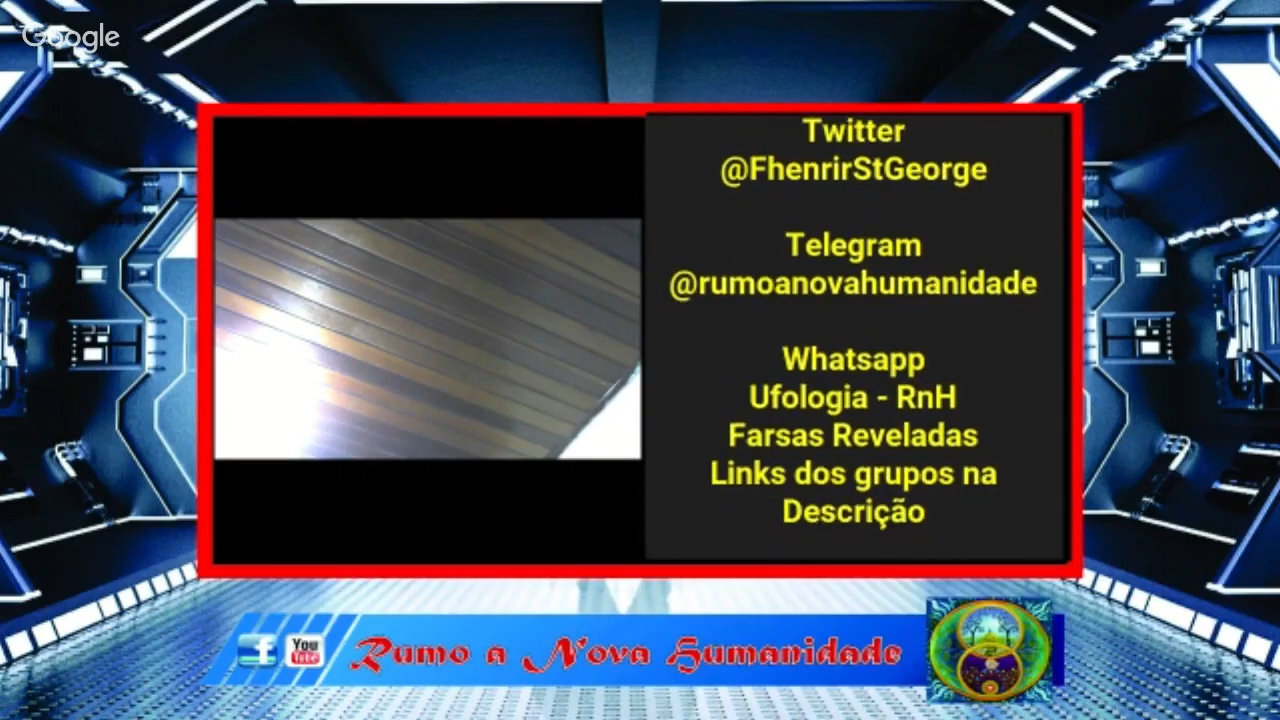 Google
Twitter
@FhenrirStGeorge
Telegram
@rumoanovahumanidade
Whatsapp
Ufologia - RnH
Farsas Reveladas
Links dos grupos na
Descrição
f You
Tube
Rumo a Nova Humanidade